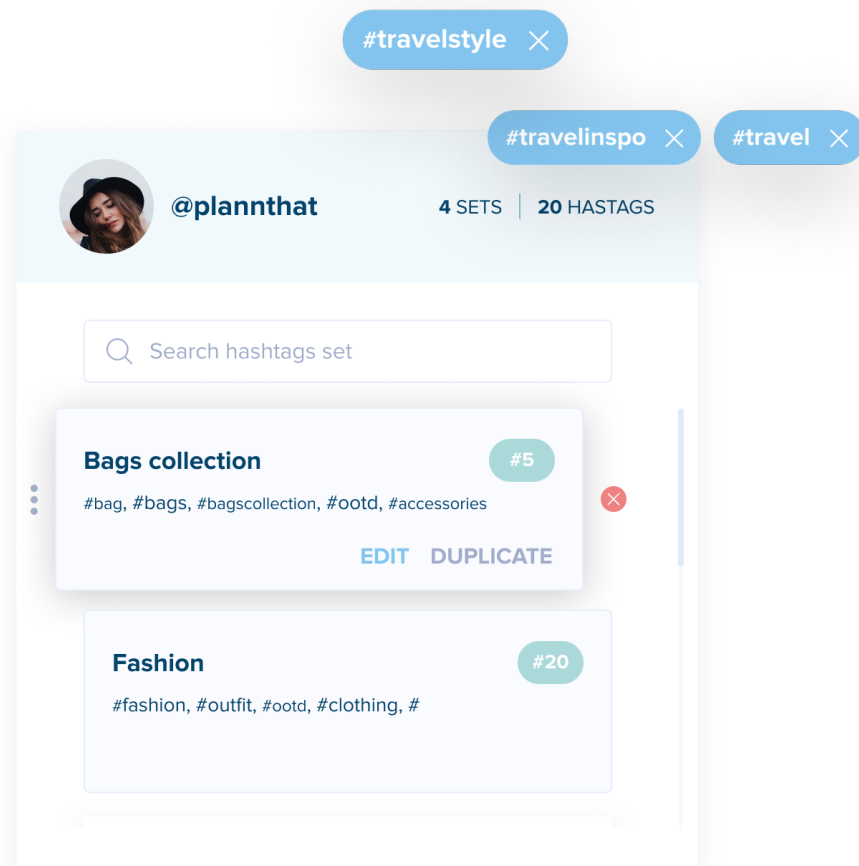 #travelstyle
#travelinspo #travel
@plannthat 4 SETS 20 HASTAGS
Search hashtags set
Bags collection #5
#bag, #bags, #bagscollection, #ootd, #accessories
EDIT DUPLICATE
Fashion #20
#fashion, #outfit, #ootd, #clothing, #